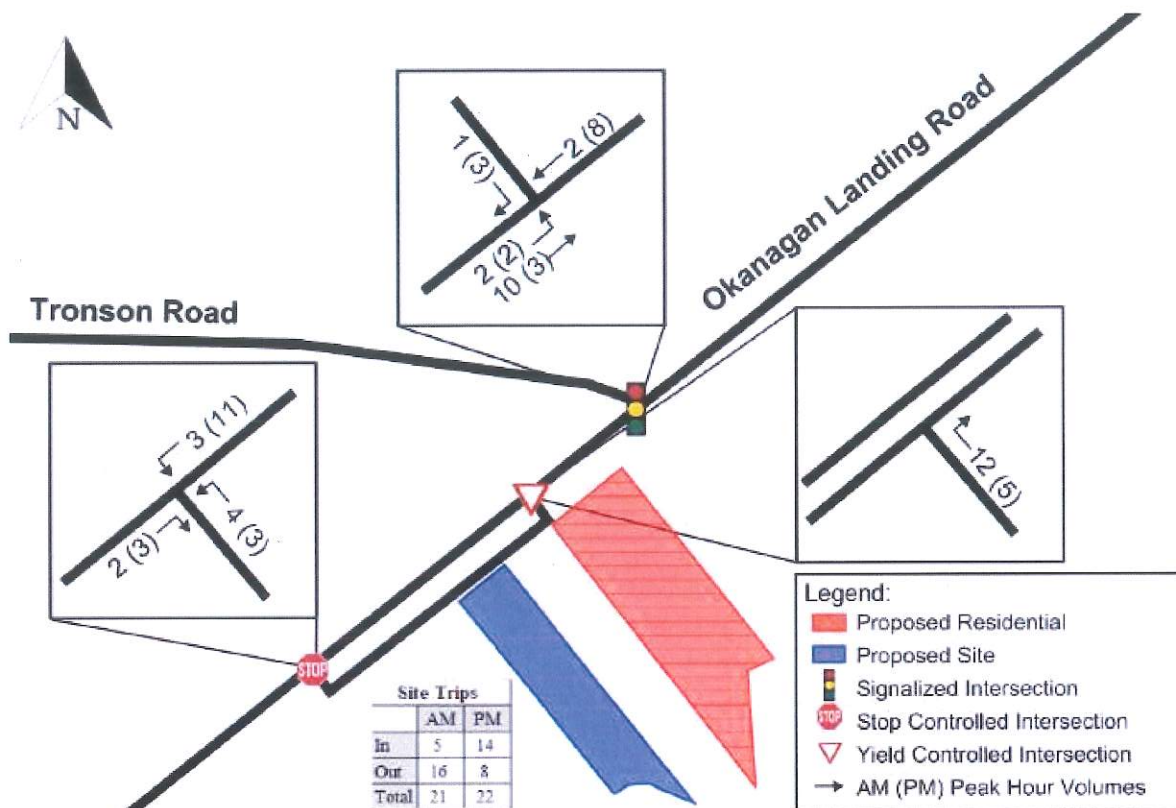 N
1 (3)
2 (8)
2 (2)
10 (3)
Okanagan Landing Road
Tronson Road
3 (11)
4 (3)
2 (3)
12 (5)
Legend:
Proposed Residential
Proposed Site
Signalized Intersection
STOP Stop Controlled Intersection
Yield Controlled Intersection
AM (PM) Peak Hour Volumes
STOP
Site Trips
AM PM
In 5 14
Out 16 8
Total 21 22